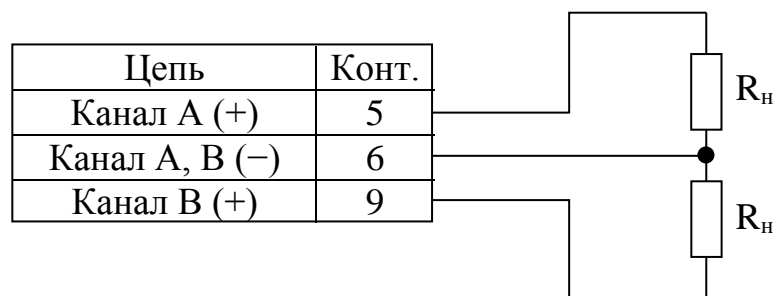 Цепь Конт.
Канал А (+) 5
Канал А, В (−) 6
Канал В (+) 9
Rн
Rн